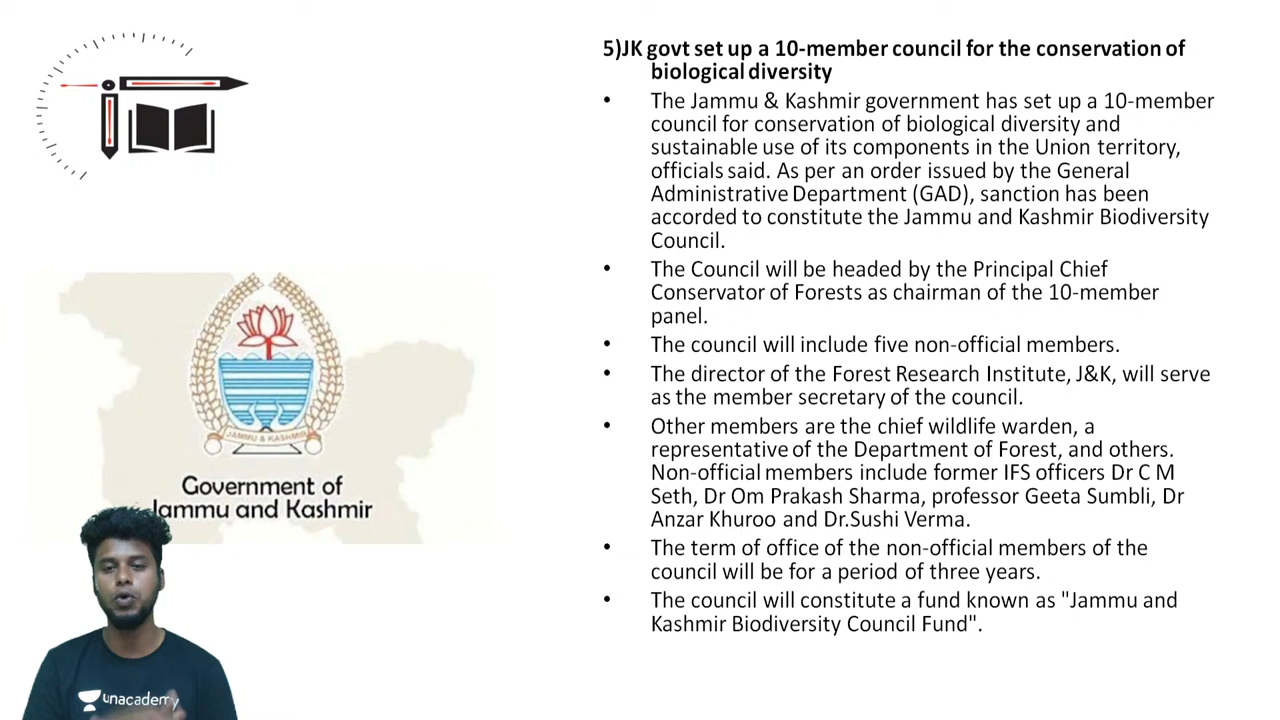 5)JK govt set up a 10-member council for the conservation of
biological diversity
• The Jammu & Kashmir government has set up a 10-member
council for conservation of biological diversity and
sustainable use of its components in the Union territory,
officials said. As per an order issued by the General
Administrative Department (GAD), sanction has been
accorded to constitute the Jammu and Kashmir Biodiversity
Council.
• The Council will be headed by the Principal Chief
Conservator of Forests as chairman of the 10-member
panel.
• The council will include five non-official members.
• The director of the Forest Research Institute, J&K, will serve
as the member secretary of the council.
• Other members are the chief wildlife warden, a
representative of the Department of Forest, and others.
Non-official members include former IFS officers Dr C M
Seth, Dr Om Prakash Sharma, professor Geeta Sumbli, Dr
Anzar Khuroo and Dr.Sushi Verma.
• The term of office of the non-official members of the
council will be for a period of three years.
• The council will constitute a fund known as "Jammu and
Kashmir Biodiversity Council Fund".
JAMMU & KASHMIR
Government of
Jammu and Kashmir
unacademy